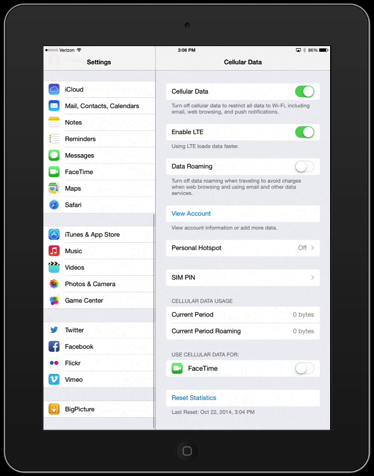 Verizon
3:06 PM
86%
Settings
Cellular Data
iCloud
Mail, Contacts, Calendars
Notes
Reminders
Messages
FaceTime
Maps
Safari
iTunes & App Store
Music
Videos
Photos & Camera
Game Center
Twitter
Facebook
Flickr
Vimeo
BigPicture
Cellular Data
Turn off cellular data to restrict all data to Wi-Fi, including
email, web browsing, and push notifications.
Enable LTE
Using LTE loads data faster.
Data Roaming
Turn off data roaming when traveling to avoid charges
when web browsing and using email and other data
services.
View Account
View account information or add more data.
Personal Hotspot Off
SIM PIN
CELLULAR DATA USAGE
Current Period 0 bytes
Current Period Roaming 0 bytes
USE CELLULAR DATA FOR:
FaceTime
Reset Statistics
Last Reset: Oct 22, 2014, 3:04 PM